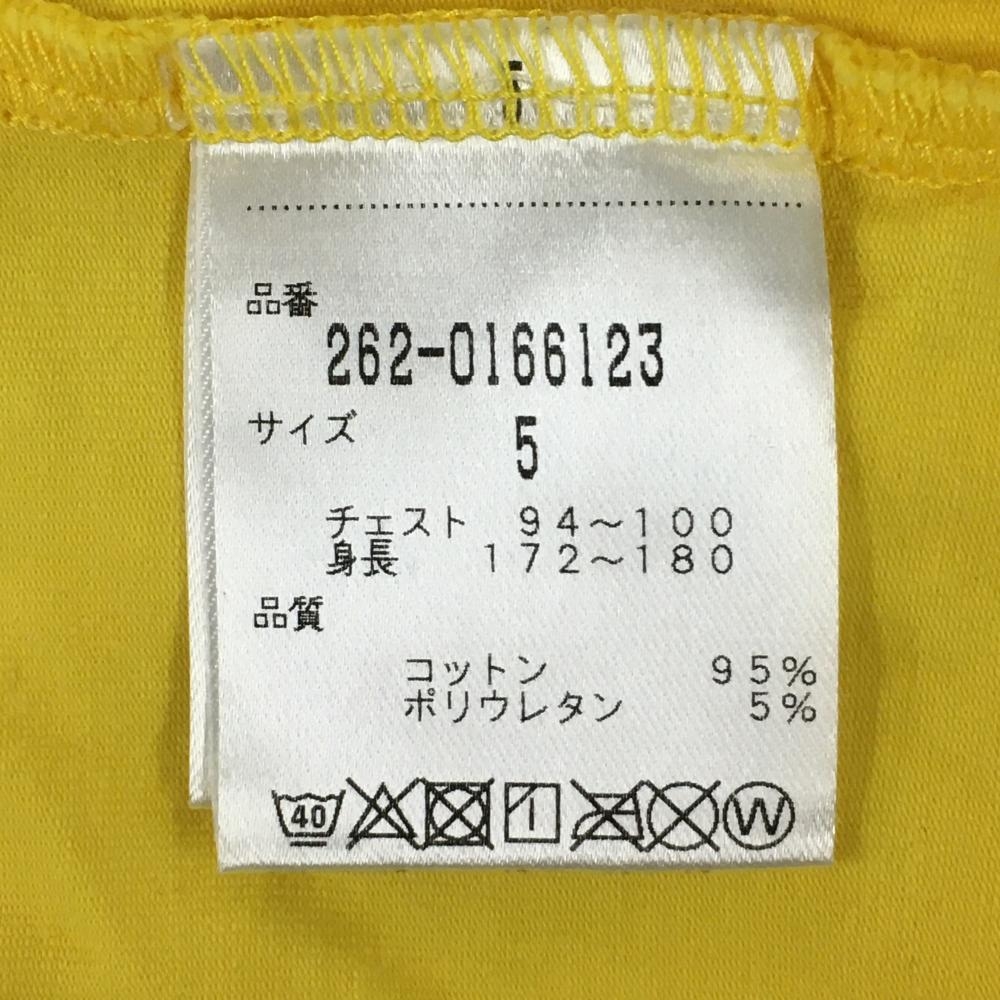 品番
262-0166123
サイズ 5
チェスト 94～100
身長 172～180
品質
コットン 95%
ポリウレタン 5%
40 W